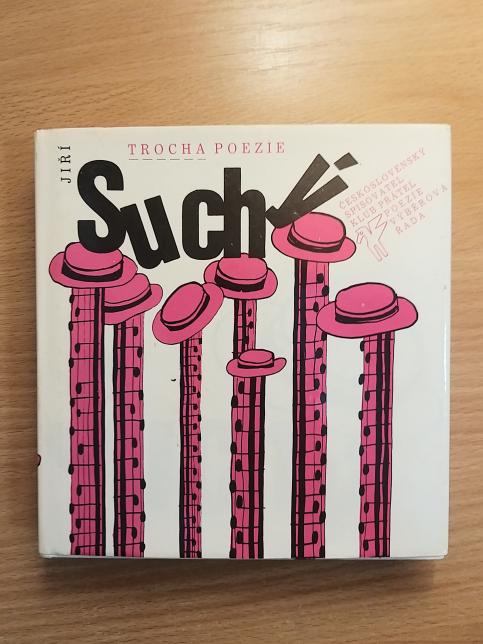 JIŘÍ
TROCHA POEZIE
Suchý
ČESKOSLOVENSKÝ
SPISOVATEL
KLUB PŘÁTEL
POEZIE
VÝBĚROVÁ
ŘADA